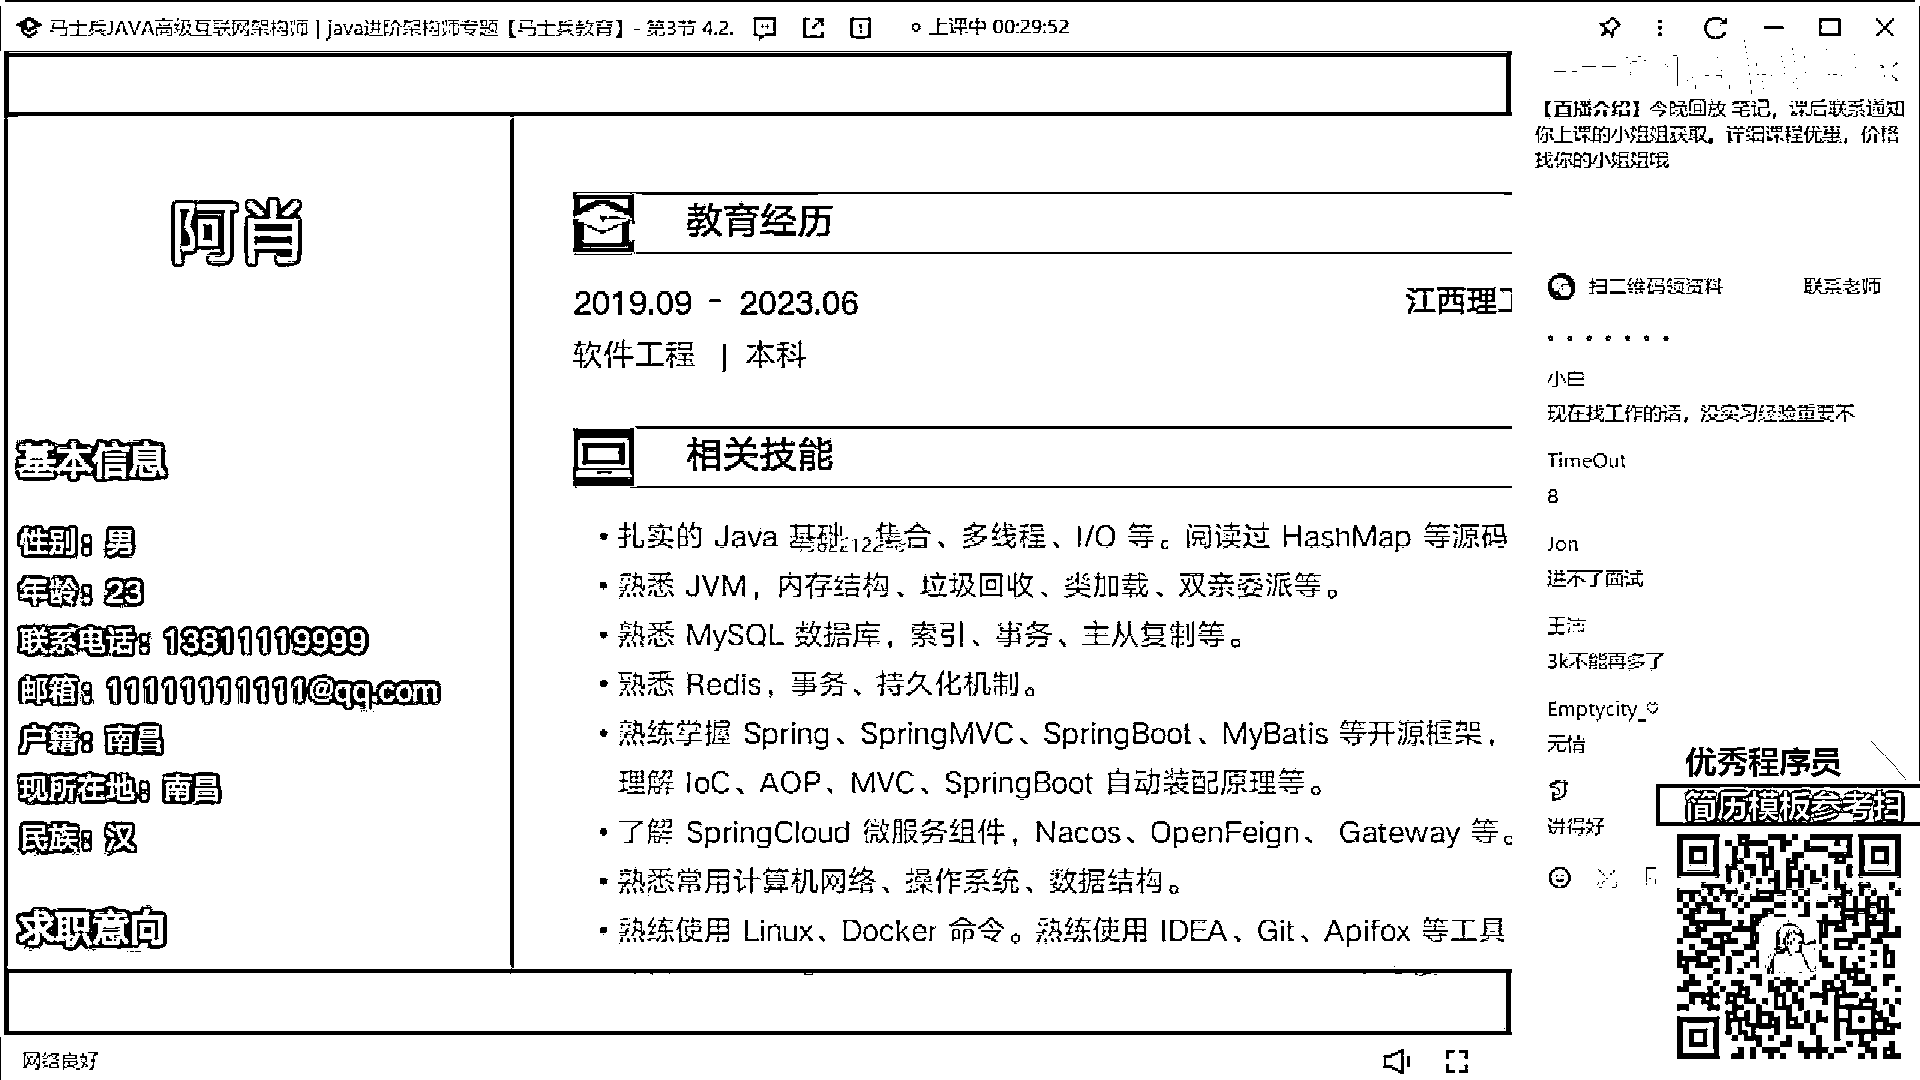 马士兵JAVA高级互联网架构师 | java进阶架构师专题【马士兵教育】- 第3节 4.2.
上课中 00:29:52
阿肖
基本信息
性别：男
年龄：23
联系电话：13811119999
邮箱：11111111111@qq.com
户籍：南昌
现所在地：南昌
民族：汉
求职意向
教育经历
2019.09 - 2023.06
江西理工
软件工程 | 本科
相关技能
• 扎实的 Java 基础、集合、多线程、I/O 等。阅读过 HashMap 等源码
• 熟悉 JVM，内存结构、垃圾回收、类加载、双亲委派等。
• 熟悉 MySQL 数据库，索引、事务、主从复制等。
• 熟悉 Redis，事务、持久化机制。
• 熟练掌握 Spring、SpringMVC、SpringBoot、MyBatis 等开源框架，
理解 IoC、AOP、MVC、SpringBoot 自动装配原理等。
• 了解 SpringCloud 微服务组件，Nacos、OpenFeign、 Gateway 等。
• 熟悉常用计算机网络、操作系统、数据结构。
• 熟练使用 Linux、Docker 命令。熟练使用 IDEA、Git、Apifox 等工具
网络良好
【直播介绍】今晚回放 笔记，课后联系通知
你上课的小姐姐获取。详细课程优惠，价格
找你的小姐姐哦
扫二维码领资料
联系老师
小白
现在找工作的话，没实习经验重要不
TimeOut
8
Jon
进不了面试
王沛
3k不能再多了
Emptycity_♡
无情
讲得好
优秀程序员
简历模板参考扫